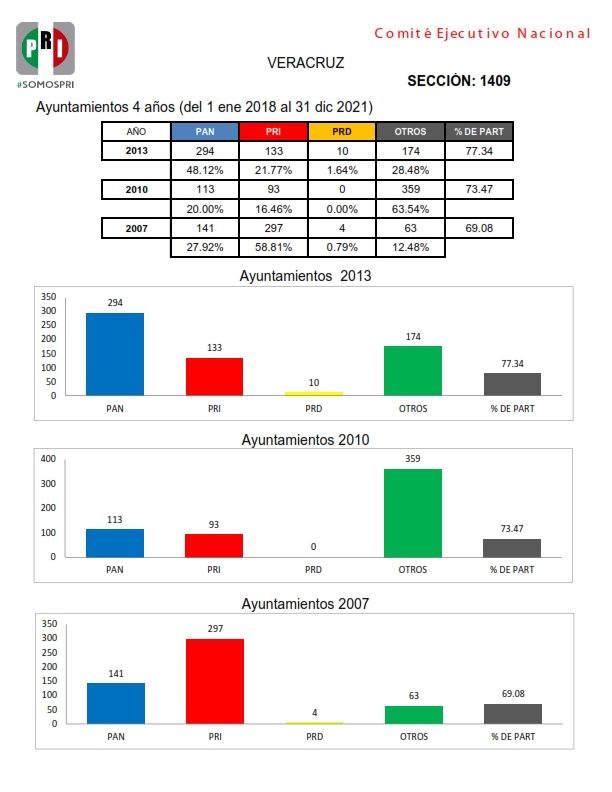 Comité Ejecutivo Nacional
PRI
#SOMOSPRI
VERACRUZ
SECCIÓN: 1409
Ayuntamientos 4 años (del 1 ene 2018 al 31 dic 2021)
AÑO PAN PRI PRD OTROS % DE PART
2013 294 133 10 174 77.34
48.12% 21.77% 1.64% 28.48%
2010 113 93 0 359 73.47
20.00% 16.46% 0.00% 63.54%
2007 141 297 4 63 69.08
27.92% 58.81% 0.79% 12.48%
Ayuntamientos 2013
350
300
250
200
150
100
50
0
294 133 10 174 77.34
PAN PRI PRD OTROS % DE PART
Ayuntamientos 2010
400
300
200
100
0
113 93 0 359 73.47
PAN PRI PRD OTROS % DE PART
Ayuntamientos 2007
350
300
250
200
150
100
50
0
141 297 4 63 69.08
PAN PRI PRD OTROS % DE PART